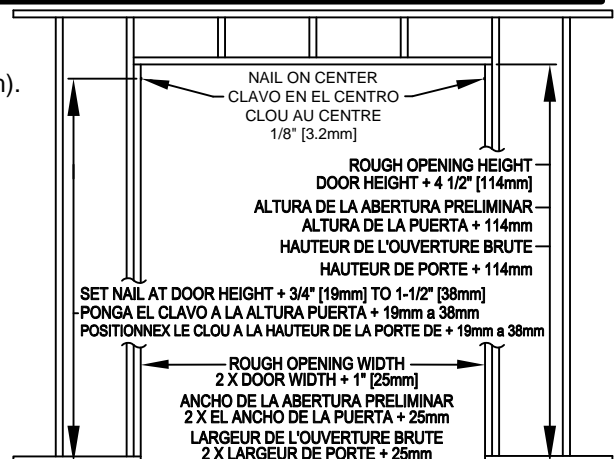 n).
NAIL ON CENTER
CLAVO EN EL CENTRO
CLOU AU CENTRE
1/8" [3.2mm]
ROUGH OPENING HEIGHT
DOOR HEIGHT + 4 1/2" [114mm]
ALTURA DE LA ABERTURA PRELIMINAR
ALTURA DE LA PUERTA + 114mm
HAUTEUR DE L'OUVERTURE BRUTE
HAUTEUR DE PORTE + 114mm
SET NAIL AT DOOR HEIGHT + 3/4" [19mm] TO 1-1/2" [38mm]
PONGA EL CLAVO A LA ALTURA PUERTA + 19mm a 38mm
POSITIONNEX LE CLOU A LA HAUTEUR DE LA PORTE DE + 19mm a 38mm
ROUGH OPENING WIDTH
2 X DOOR WIDTH + 1" [25mm]
ANCHO DE LA ABERTURA PRELIMINAR
2 X EL ANCHO DE LA PUERTA + 25mm
LARGEUR DE L'OUVERTURE BRUTE
2 X LARGEUR DE PORTE + 25mm